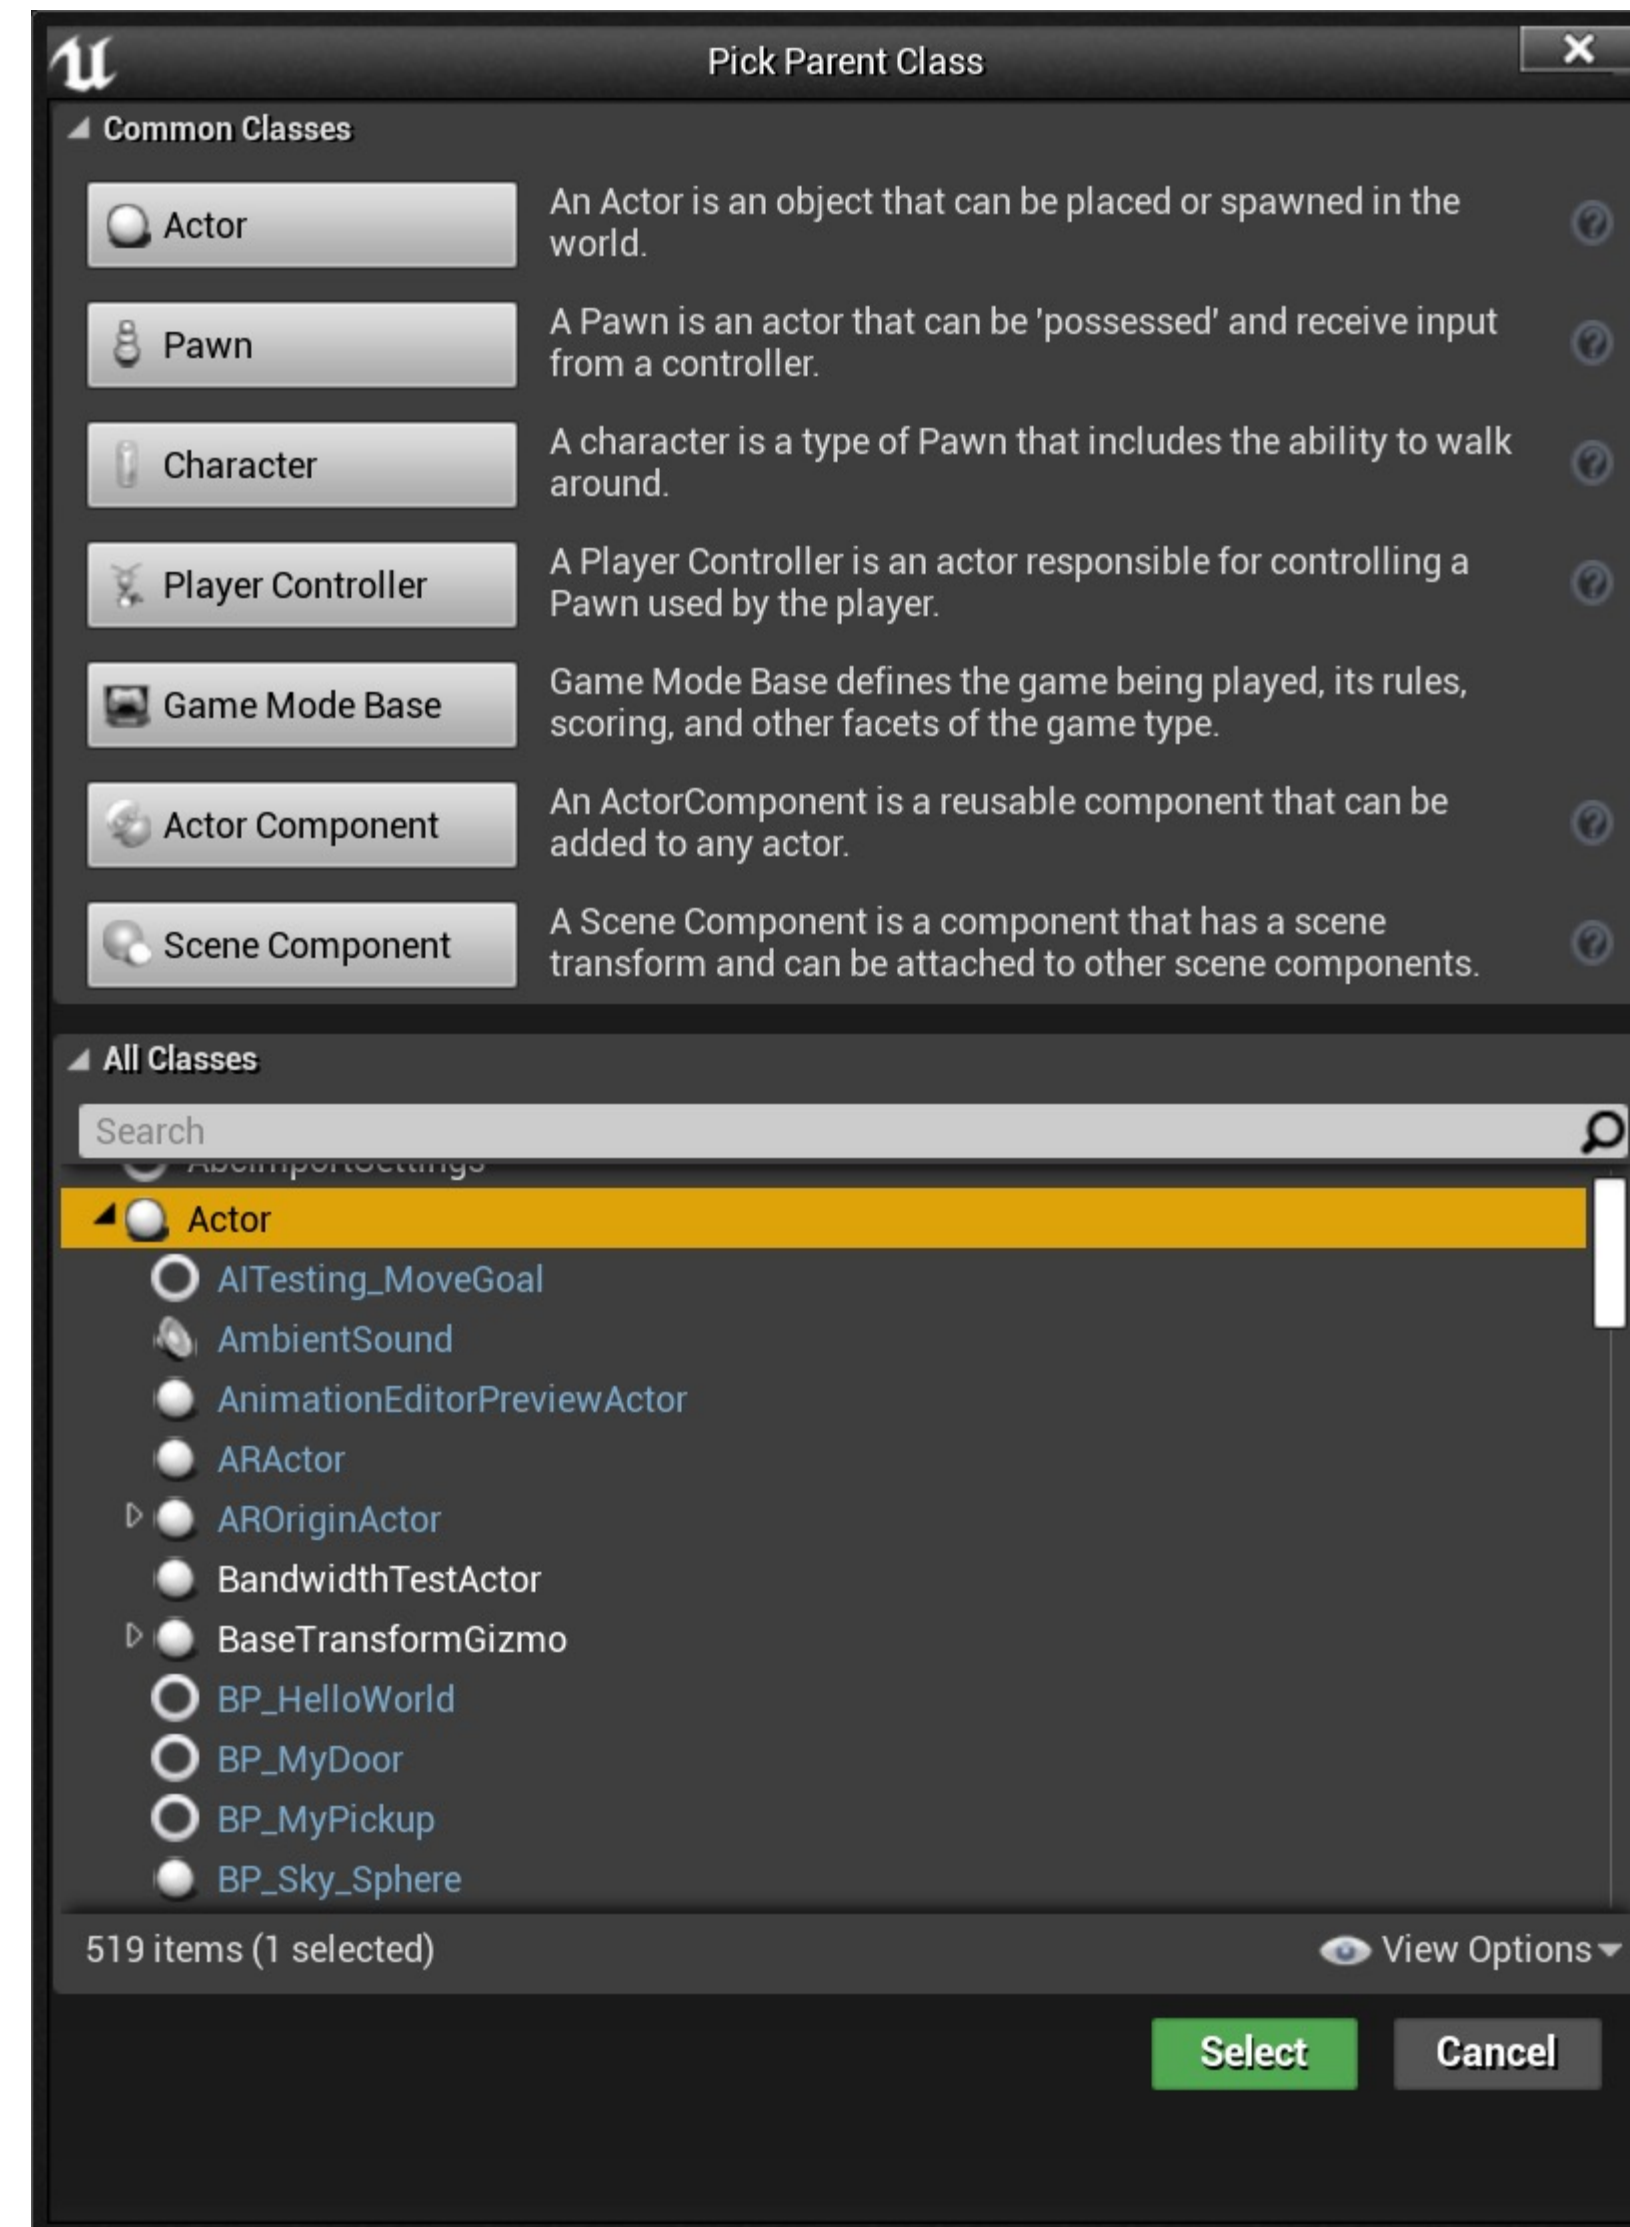 Pick Parent Class
Common Classes
Actor
An Actor is an object that can be placed or spawned in the
world.
Pawn
A Pawn is an actor that can be 'possessed' and receive input
from a controller.
Character
A character is a type of Pawn that includes the ability to walk
around.
Player Controller
A Player Controller is an actor responsible for controlling a
Pawn used by the player.
Game Mode Base
Game Mode Base defines the game being played, its rules,
scoring, and other facets of the game type.
Actor Component
An ActorComponent is a reusable component that can be
added to any actor.
Scene Component
A Scene Component is a component that has a scene
transform and can be attached to other scene components.
All Classes
Search
AbcImportSettings
Actor
AITesting_MoveGoal
AmbientSound
AnimationEditorPreviewActor
ARActor
AROriginActor
BandwidthTestActor
BaseTransformGizmo
BP_HelloWorld
BP_MyDoor
BP_MyPickup
BP_Sky_Sphere
519 items (1 selected)
View Options
Select
Cancel